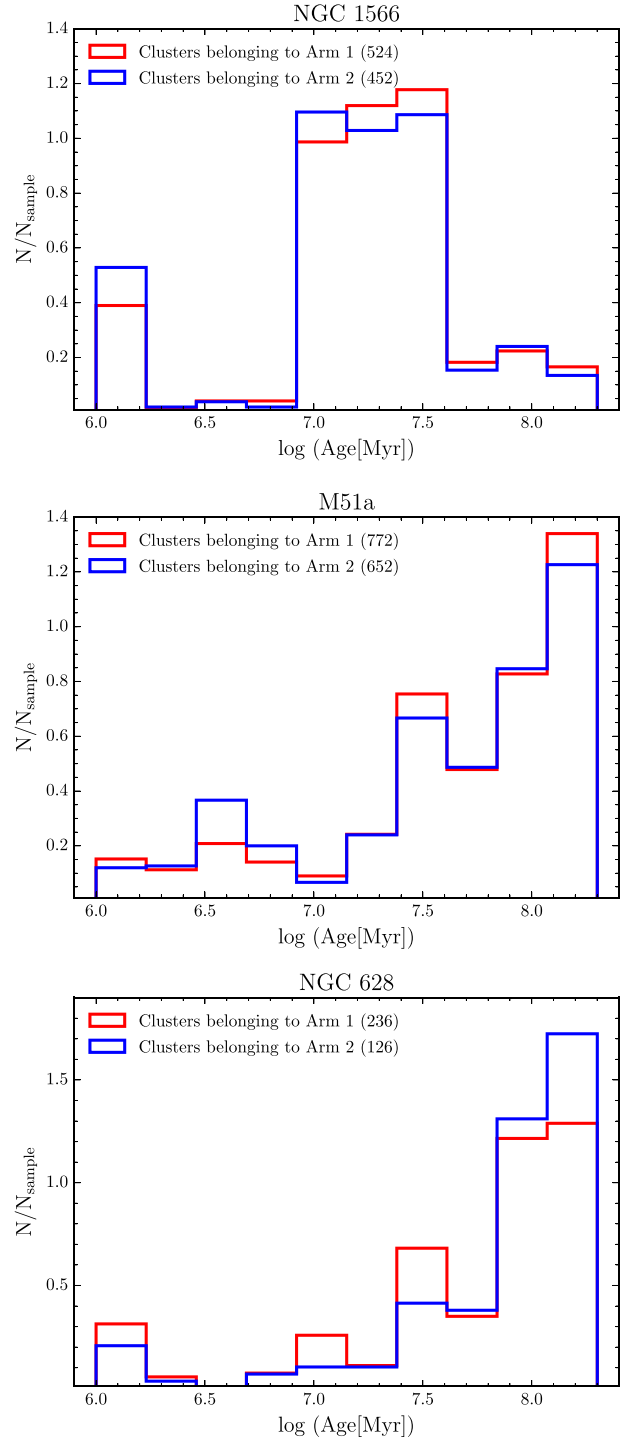 NGC 1566
1.4
1.2
1.0
0.8
0.6
0.4
0.2
N/N_sample
Clusters belonging to Arm 1 (524)
Clusters belonging to Arm 2 (452)
6.0 6.5 7.0 7.5 8.0
log (Age[Myr])
M51a
1.4
1.2
1.0
0.8
0.6
0.4
0.2
N/N_sample
Clusters belonging to Arm 1 (772)
Clusters belonging to Arm 2 (652)
6.0 6.5 7.0 7.5 8.0
log (Age[Myr])
NGC 628
1.5
1.0
0.5
N/N_sample
Clusters belonging to Arm 1 (236)
Clusters belonging to Arm 2 (126)
6.0 6.5 7.0 7.5 8.0
log (Age[Myr])